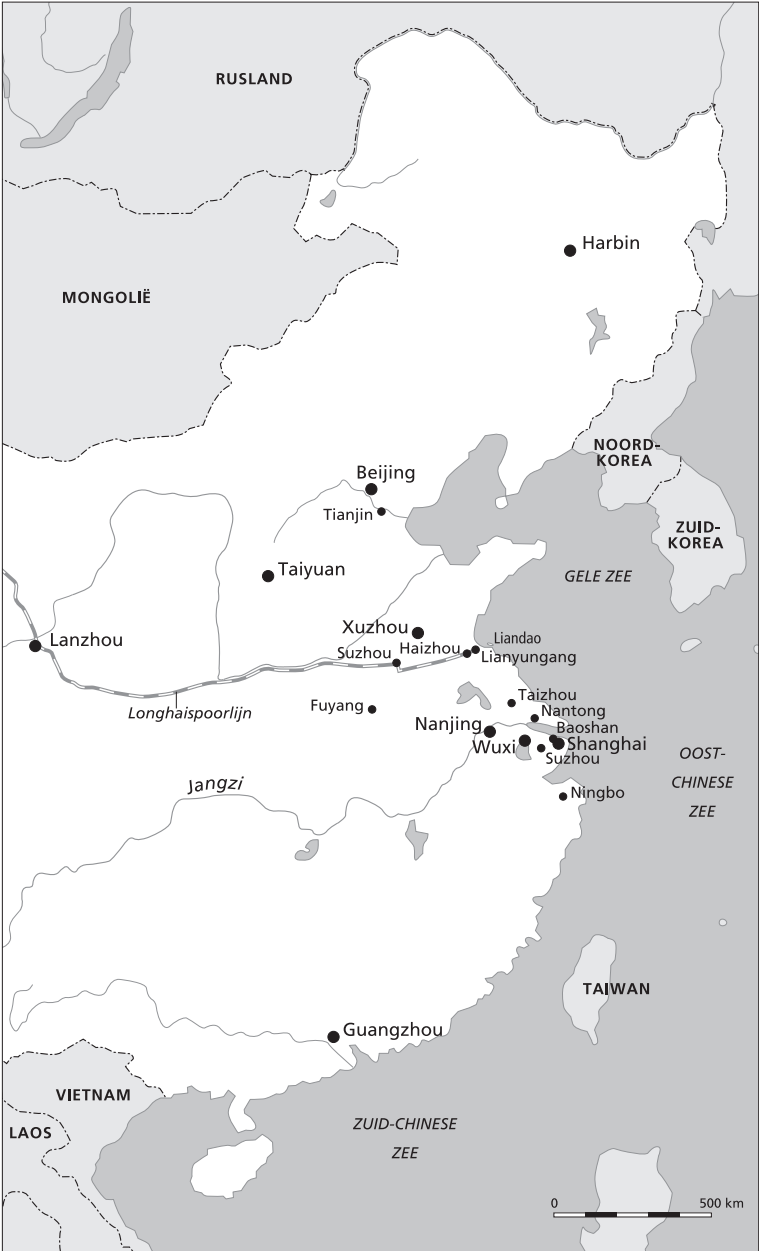 RUSLAND
Harbin
MONGOLIË
NOORD-
KOREA
Beijing
Tianjin
ZUID-
KOREA
Taiyuan
GELE ZEE
Xuzhou
Liandao
Lanzhou
Suzhou
Haizhou
Lianyungang
Longhaispoorlijn
Fuyang
Taizhou
Nantong
Nanjing
Baoshan
Wuxi
Shanghai
Suzhou
OOST-
CHINESE
ZEE
Jangzi
Ningbo
TAIWAN
Guangzhou
VIETNAM
LAOS
ZUID-CHINESE
ZEE
0 500 km